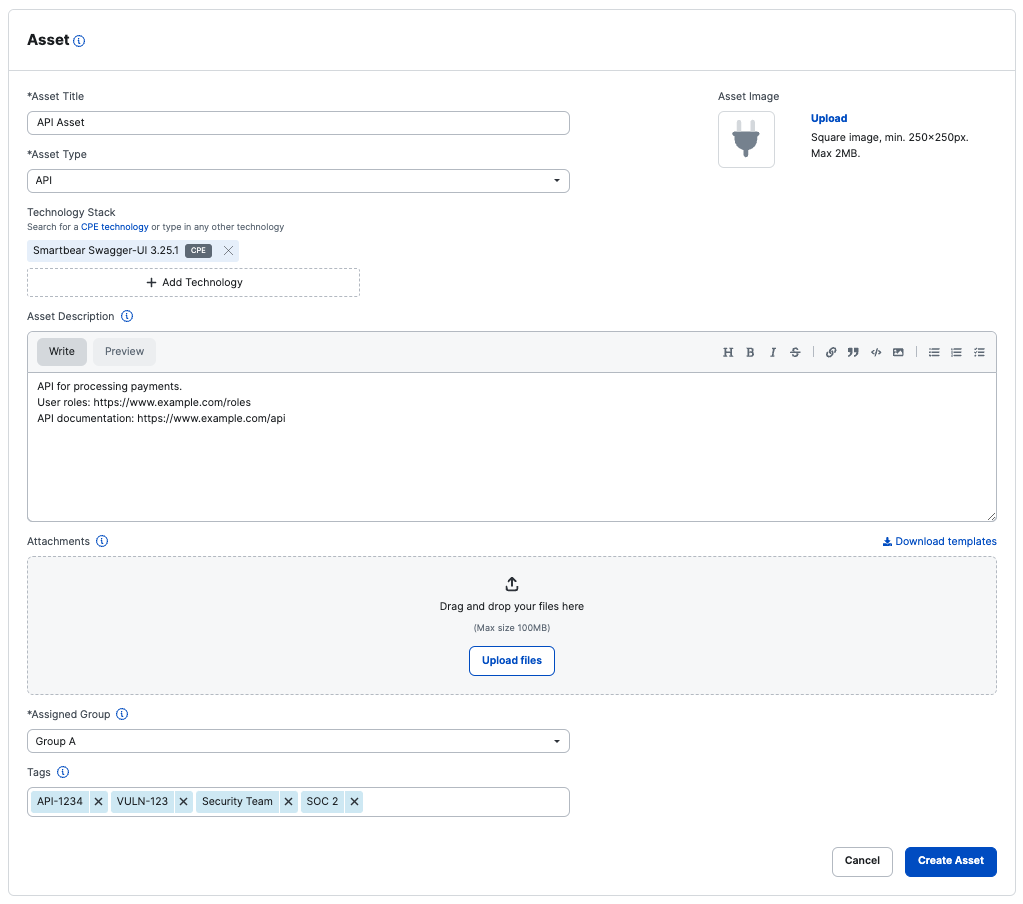 Asset
*Asset Title
API Asset
*Asset Type
API
Asset Image
Upload
Square image, min. 250×250px.
Max 2MB.
Technology Stack
Search for a CPE technology or type in any other technology
Smartbear Swagger-UI 3.25.1 CPE
Add Technology
Asset Description
Write Preview
API for processing payments.
User roles: https://www.example.com/roles
API documentation: https://www.example.com/api
Attachments
Download templates
Drag and drop your files here
(Max size 100MB)
Upload files
*Assigned Group
Group A
Tags
API-1234 VULN-123 Security Team SOC 2
Cancel Create Asset